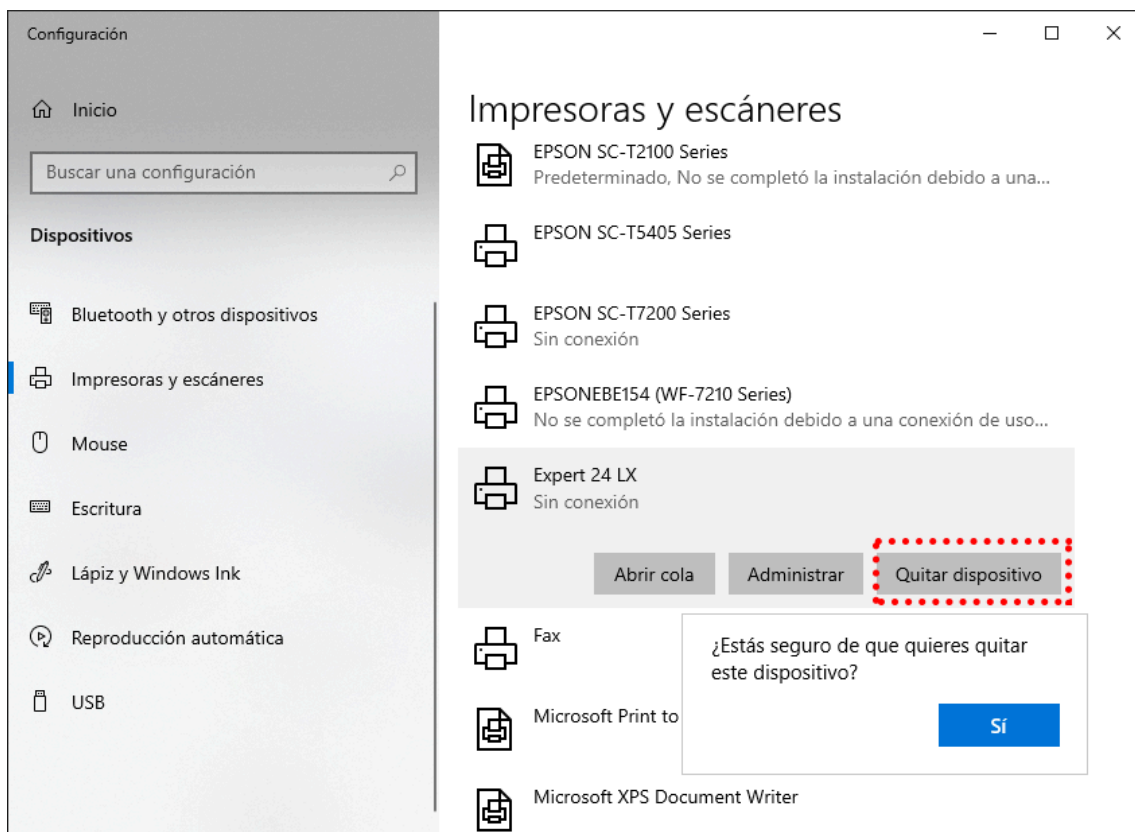 Configuración
Inicio
Buscar una configuración
Dispositivos
Bluetooth y otros dispositivos
Impresoras y escáneres
Mouse
Escritura
Lápiz y Windows Ink
Reproducción automática
USB
Impresoras y escáneres
EPSON SC-T2100 Series
Predeterminado, No se completó la instalación debido a una...
EPSON SC-T5405 Series
EPSON SC-T7200 Series
Sin conexión
EPSONEBE154 (WF-7210 Series)
No se completó la instalación debido a una conexión de uso...
Expert 24 LX
Sin conexión
Abrir cola Administrar Quitar dispositivo
Fax
¿Estás seguro de que quieres quitar
este dispositivo?
Sí
Microsoft Print to
Microsoft XPS Document Writer